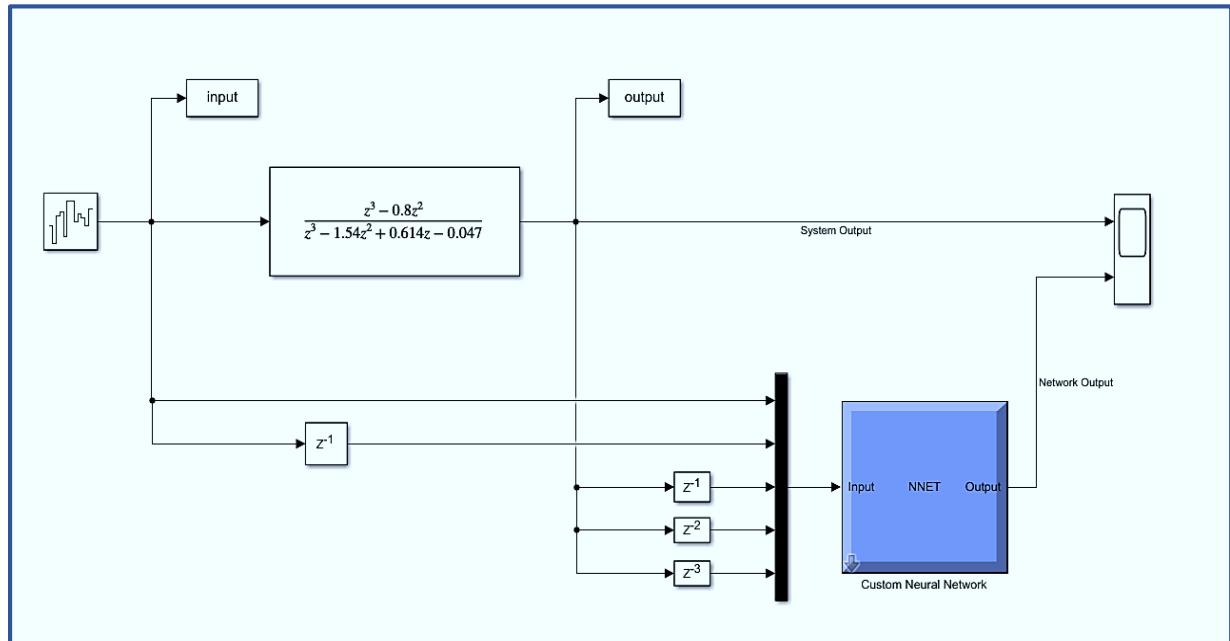 input
output
z³ − 0.8z²
z³ − 1.54z² + 0.614z − 0.047
System Output
Network Output
z⁻¹
z⁻¹
Input NNET Output
z⁻²
z⁻³
Custom Neural Network